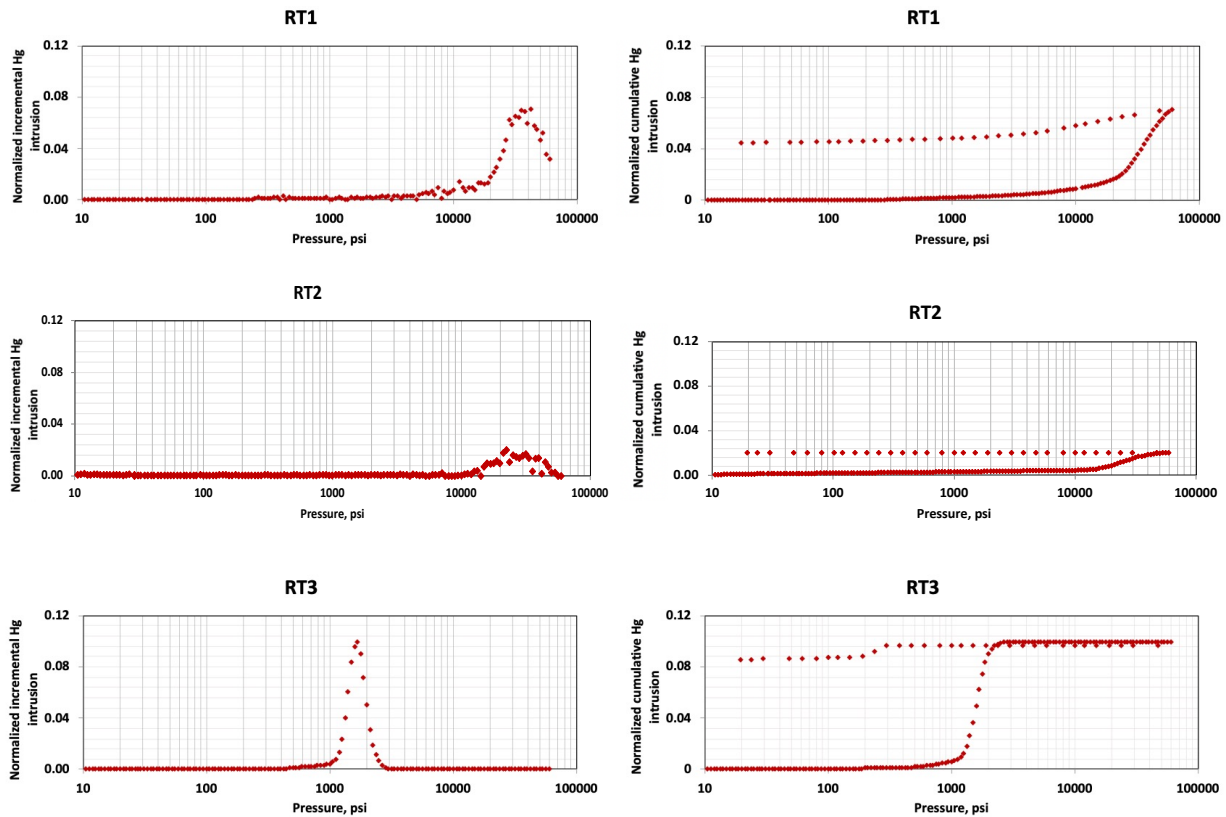 RT1
Normalized incremental Hg
intrusion
0.12
0.08
0.04
0.00
10 100 1000 10000 100000
Pressure, psi
RT1
Normalized cumulative Hg
intrusion
0.12
0.08
0.04
0
10 100 1000 10000 100000
Pressure, psi
RT2
Normalized incremental Hg
intrusion
0.12
0.08
0.04
0.00
10 100 1000 10000 100000
Pressure, psi
RT2
Normalized cumulative Hg
intrusion
0.12
0.08
0.04
0.00
10 100 1000 10000 100000
Pressure, psi
RT3
Normalized incremental Hg
intrusion
0.12
0.08
0.04
0.00
10 100 1000 10000 100000
Pressure, psi
RT3
Normalized cumulative Hg
intrusion
0.12
0.08
0.04
0
10 100 1000 10000 100000
Pressure, psi